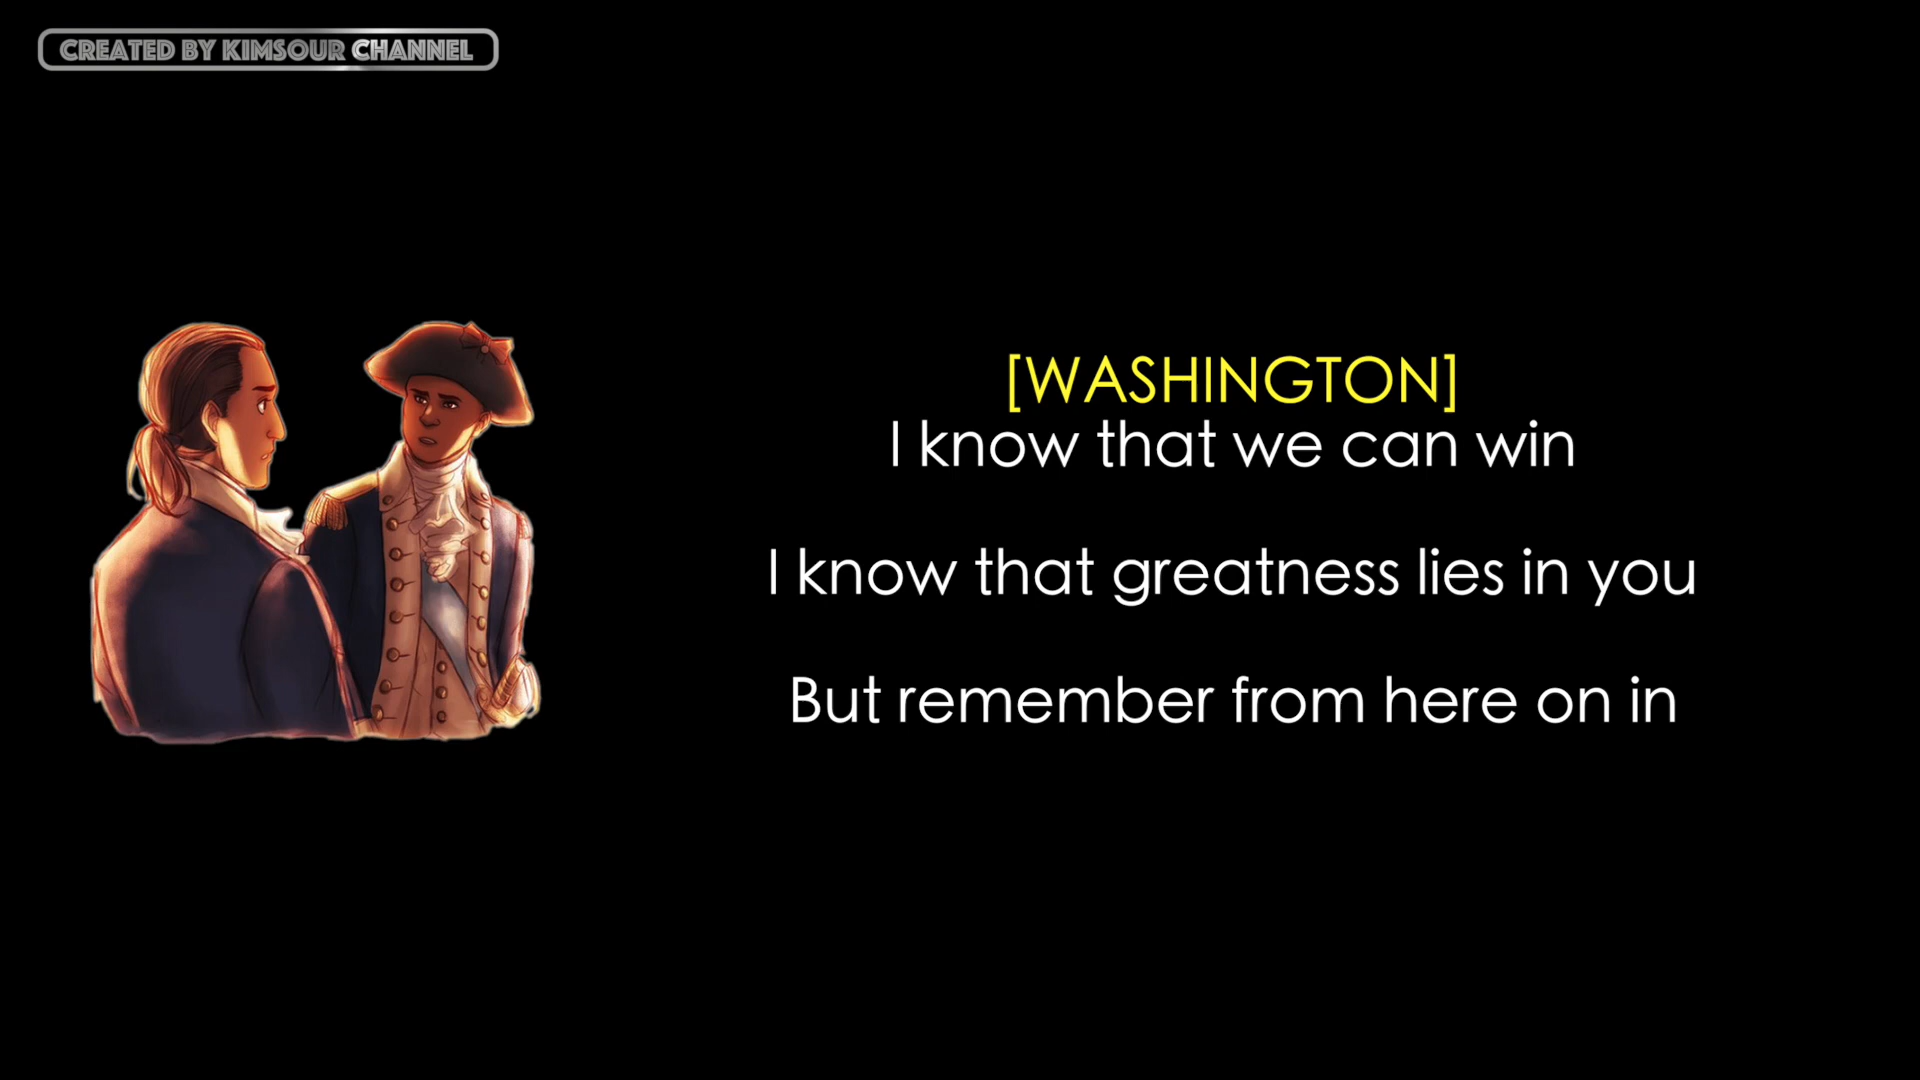 CREATED BY KIMSOUR CHANNEL
[WASHINGTON]
I know that we can win
I know that greatness lies in you
But remember from here on in